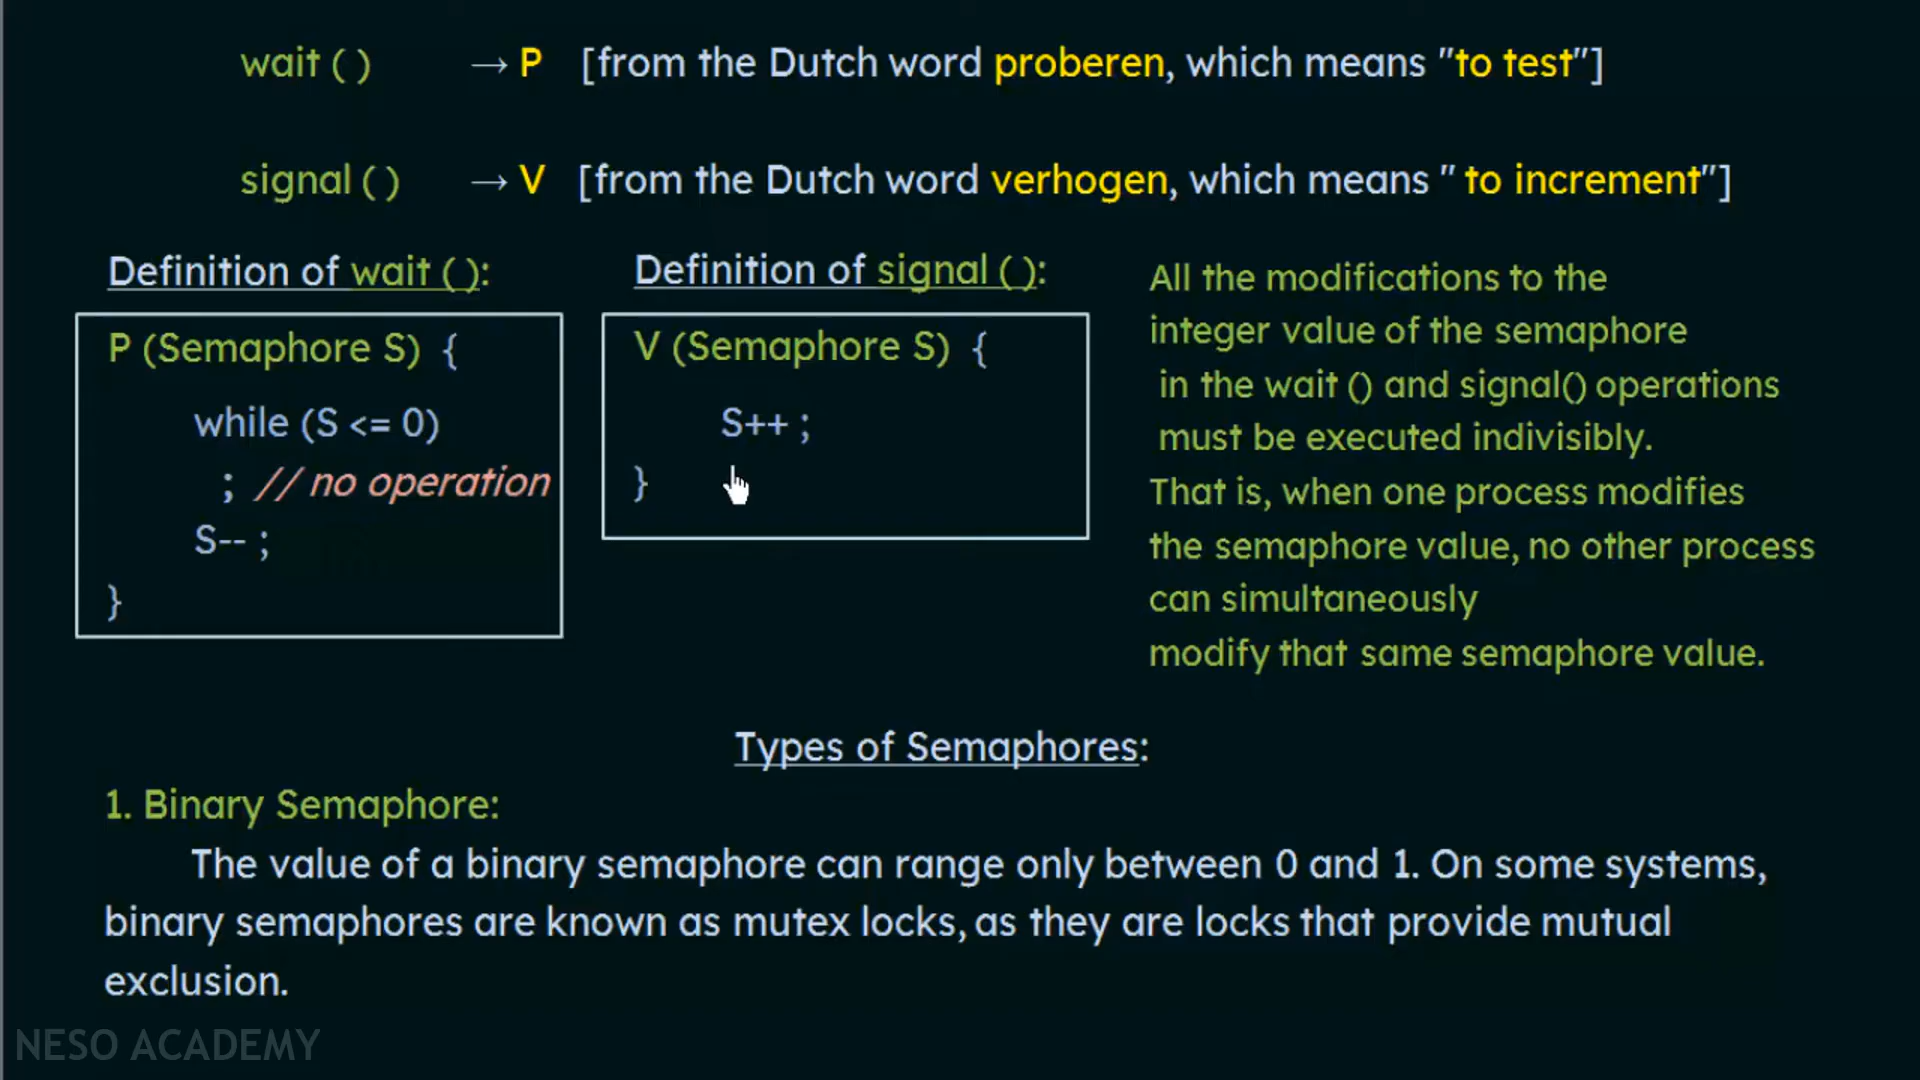 wait ( ) → P [from the Dutch word proberen, which means "to test"]
signal ( ) → V [from the Dutch word verhogen, which means " to increment"]
Definition of wait ( ):
P (Semaphore S) {
while (S <= 0)
; // no operation
S-- ;
}
Definition of signal ( ):
V (Semaphore S) {
S++ ;
}
All the modifications to the
integer value of the semaphore
in the wait () and signal() operations
must be executed indivisibly.
That is, when one process modifies
the semaphore value, no other process
can simultaneously
modify that same semaphore value.
Types of Semaphores:
1. Binary Semaphore:
The value of a binary semaphore can range only between 0 and 1. On some systems,
binary semaphores are known as mutex locks, as they are locks that provide mutual
exclusion.
NESO ACADEMY